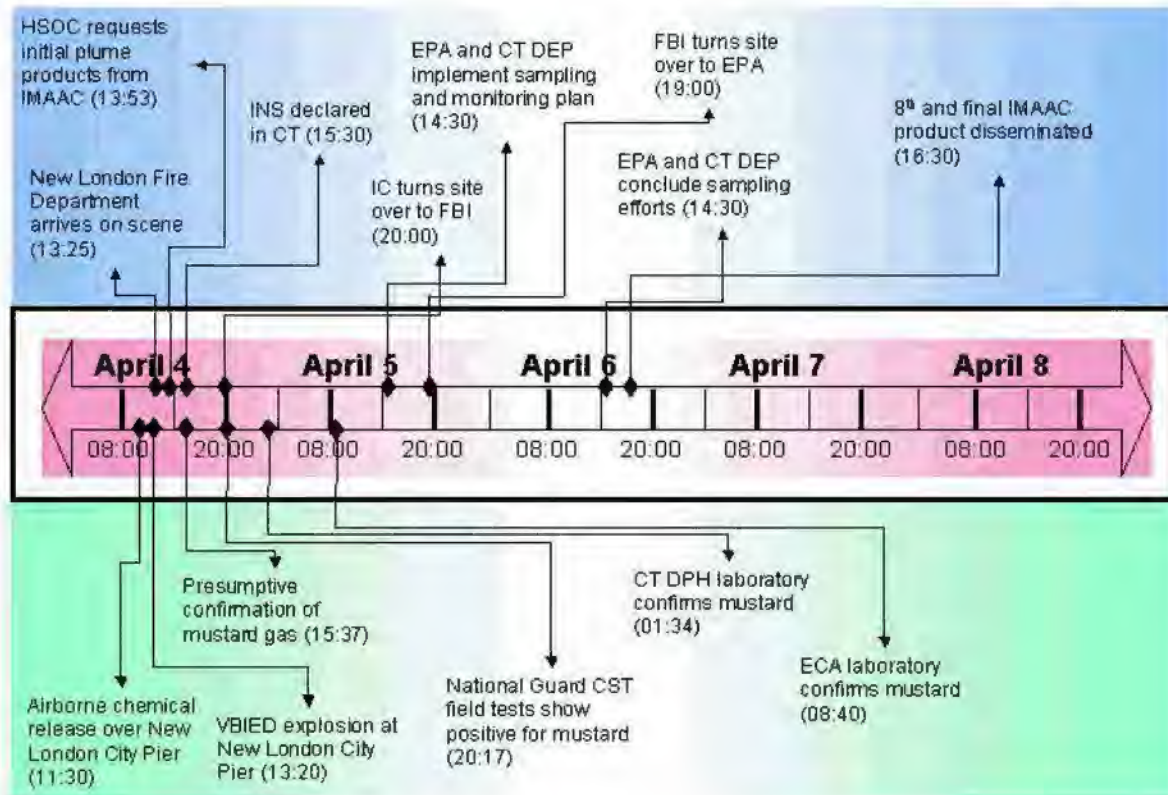 HSOC requests
initial plume
products from
IMAAC (13:53)
New London Fire
Department
arrives on scene
(13:25)
INS declared
in CT (15:30)
IC turns site
over to FBI
(20:00)
EPA and CT DEP
implement sampling
and monitoring plan
(14:30)
FBI turns site
over to EPA
(19:00)
EPA and CT DEP
conclude sampling
efforts (14:30)
8th and final IMAAC
product disseminated
(16:30)
April 4 April 5 April 6 April 7 April 8
08:00 20:00 08:00 20:00 08:00 20:00 08:00 20:00 08:00 20:00
Airborne chemical
release over New
London City Pier
(11:30)
Presumptive
confirmation of
mustard gas (15:37)
VBIED explosion at
New London City
Pier (13:20)
National Guard CST
field tests show
positive for mustard
(20:17)
CT DPH laboratory
confirms mustard
(01:34)
ECA laboratory
confirms mustard
(08:40)